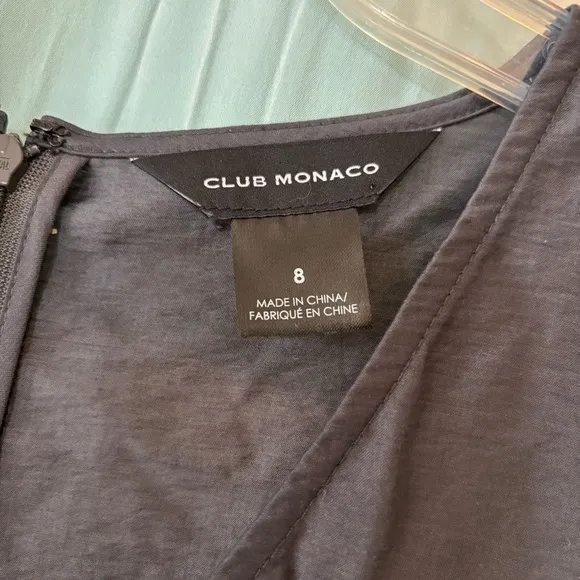 CLUB MONACO
8
MADE IN CHINA/
FABRIQUÉ EN CHINE